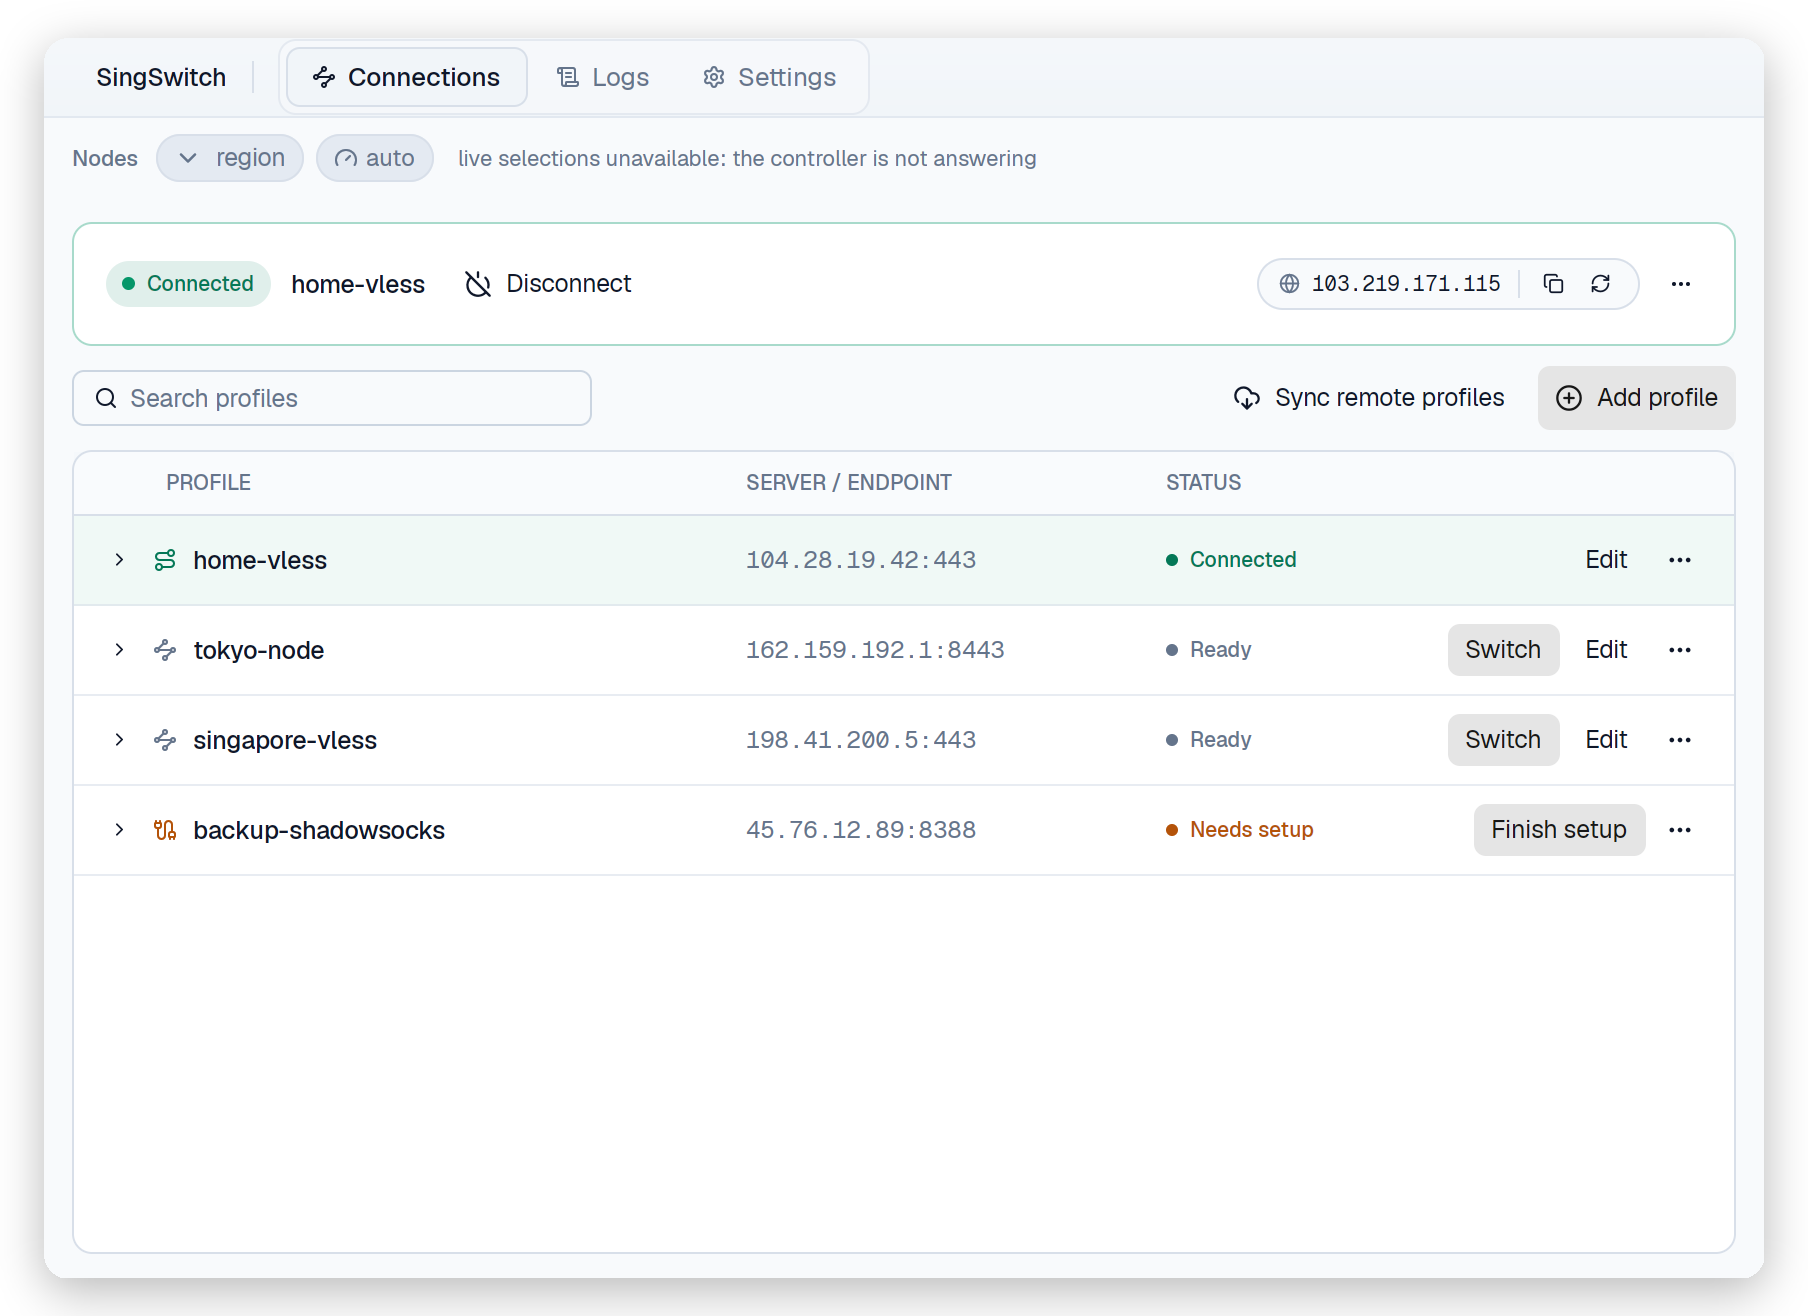 SingSwitch Connections Logs Settings
Nodes region auto live selections unavailable: the controller is not answering
Connected home-vless Disconnect 103.219.171.115
Search profiles Sync remote profiles Add profile
PROFILE SERVER / ENDPOINT STATUS
home-vless 104.28.19.42:443 Connected Edit
tokyo-node 162.159.192.1:8443 Ready Switch Edit
singapore-vless 198.41.200.5:443 Ready Switch Edit
backup-shadowsocks 45.76.12.89:8388 Needs setup Finish setup